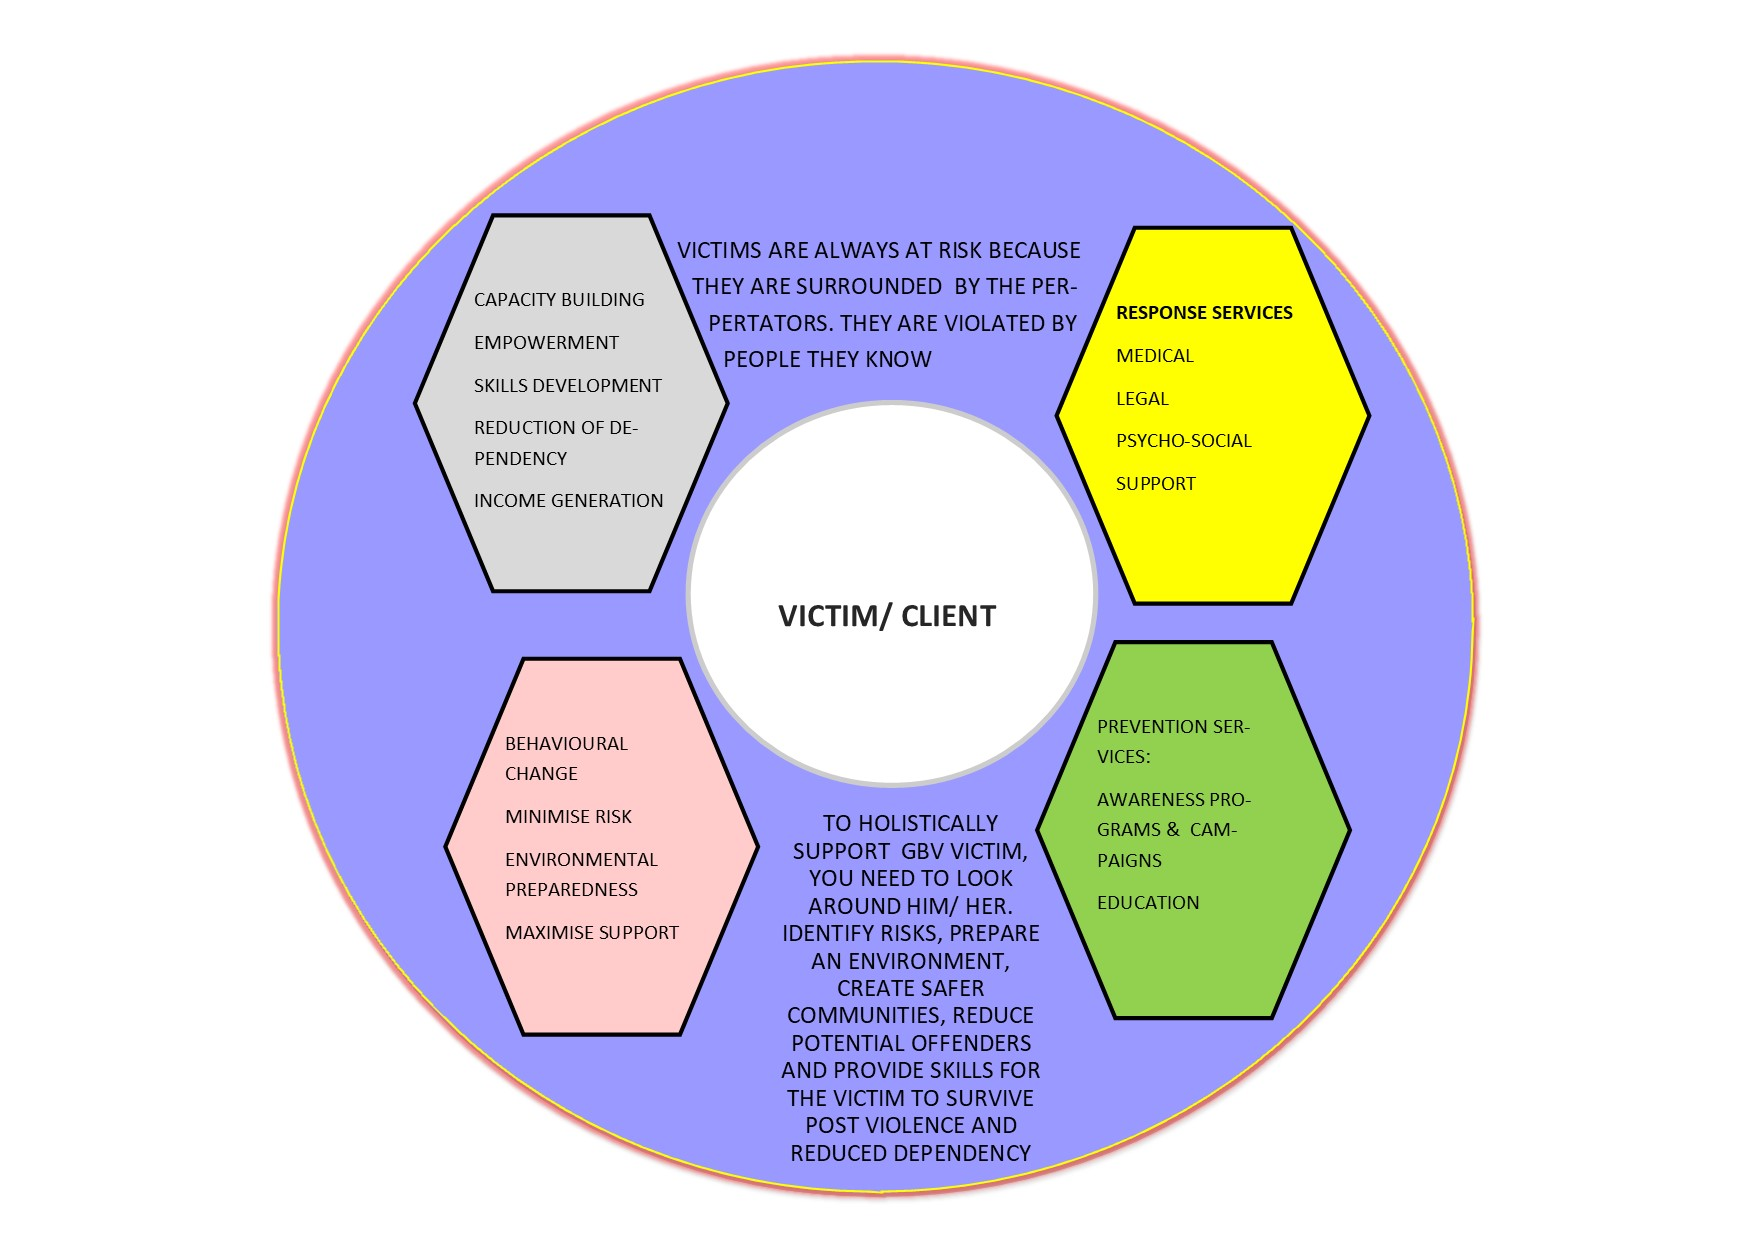 CAPACITY BUILDING
EMPOWERMENT
SKILLS DEVELOPMENT
REDUCTION OF DE-
PENDENCY
INCOME GENERATION
VICTIMS ARE ALWAYS AT RISK BECAUSE
THEY ARE SURROUNDED  BY THE PER-
PERTATORS. THEY ARE VIOLATED BY
PEOPLE THEY KNOW
RESPONSE SERVICES
MEDICAL
LEGAL
PSYCHO-SOCIAL
SUPPORT
VICTIM/ CLIENT
BEHAVIOURAL
CHANGE
MINIMISE RISK
ENVIRONMENTAL
PREPAREDNESS
MAXIMISE SUPPORT
TO HOLISTICALLY
SUPPORT  GBV VICTIM,
YOU NEED TO LOOK
AROUND HIM/ HER.
IDENTIFY RISKS, PREPARE
AN ENVIRONMENT,
CREATE SAFER
COMMUNITIES, REDUCE
POTENTIAL OFFENDERS
AND PROVIDE SKILLS FOR
THE VICTIM TO SURVIVE
POST VIOLENCE AND
REDUCED DEPENDENCY
PREVENTION SER-
VICES:
AWARENESS PRO-
GRAMS &  CAM-
PAIGNS
EDUCATION